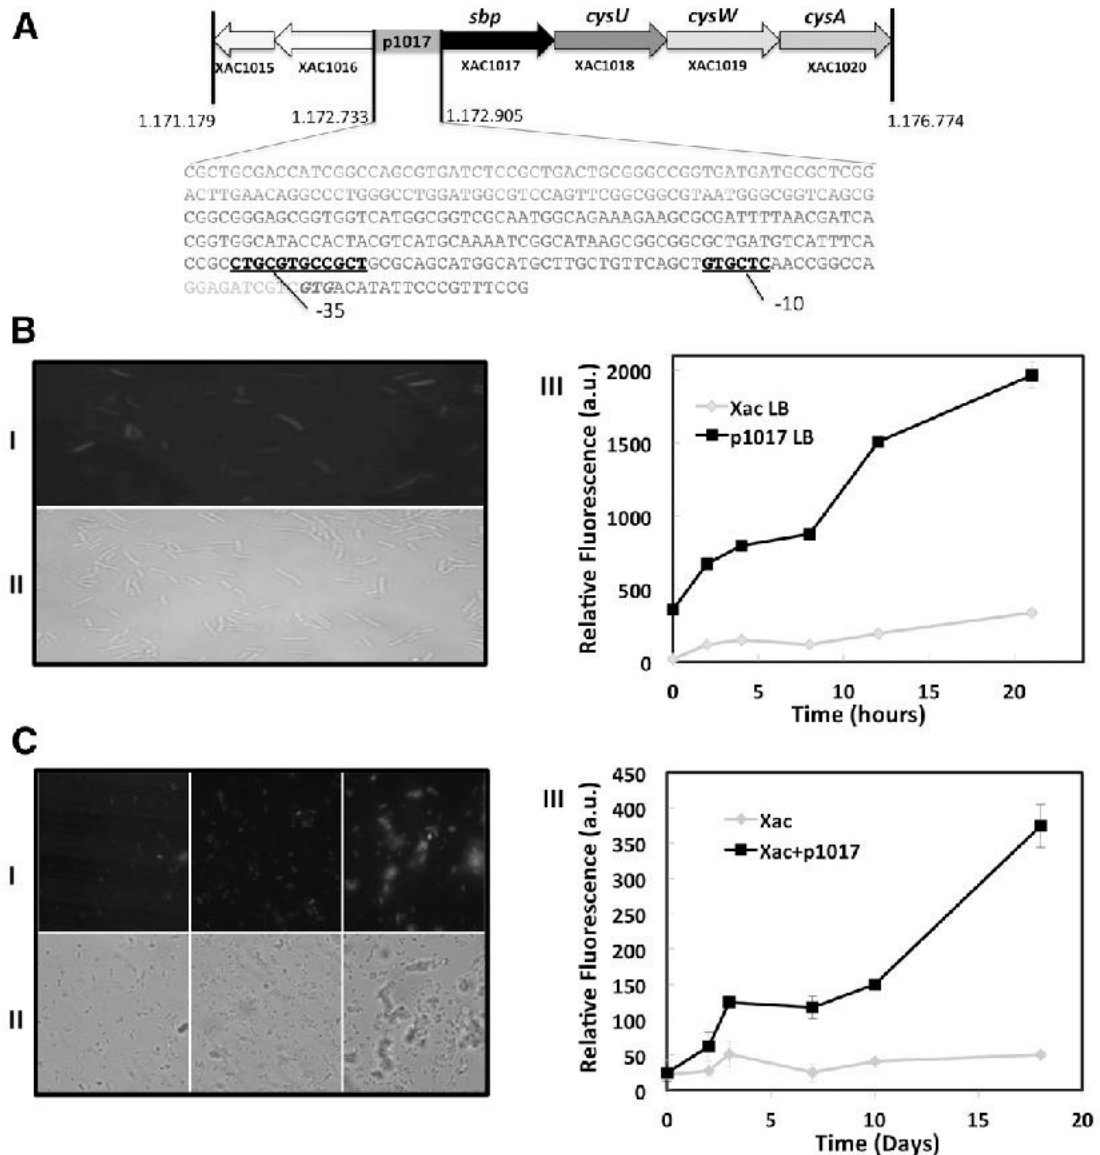 A
sbp cysU cysW cysA
p1017
XAC1015 XAC1016 XAC1017 XAC1018 XAC1019 XAC1020
1.171.179 1.172.733 1.172.905 1.176.774
CGCTGCGACCATCGGCCAGCGTGATCTCCGCTGACTGCGGGCCGGTGATGATGCGCTCGG
ACTTGAACAGGCCCTGGGCCTGGATGGCGTCCAGTTCGGCGGCGTAATGGGCGGTCAGCG
CGGCGGGAGCGGTGGTCATGGCGGTCGCAATGGCAGAAAGAAGCGCGATTTTAACGATCA
CGGTGGCATACCACTACGTCATGCAAAATCGGCATAAGCGGCGGCGCTGATGTCATTTCA
CCGCCTGCGTGCCGCTGCGCAGCATGGCATGCTTGCTGTTCAGCTGTGCTCAACCGGCCA
GGAGATCGTCGTGACATATTCCCGTTTCCG
-35
-10
B
I
II
III
Relative Fluorescence (a.u.)
2000
1500
1000
500
0
Xac LB
p1017 LB
0 5 10 15 20
Time (hours)
C
I
II
III
Relative Fluorescence (a.u.)
450
400
350
300
250
200
150
100
50
0
Xac
Xac+p1017
0 5 10 15 20
Time (Days)